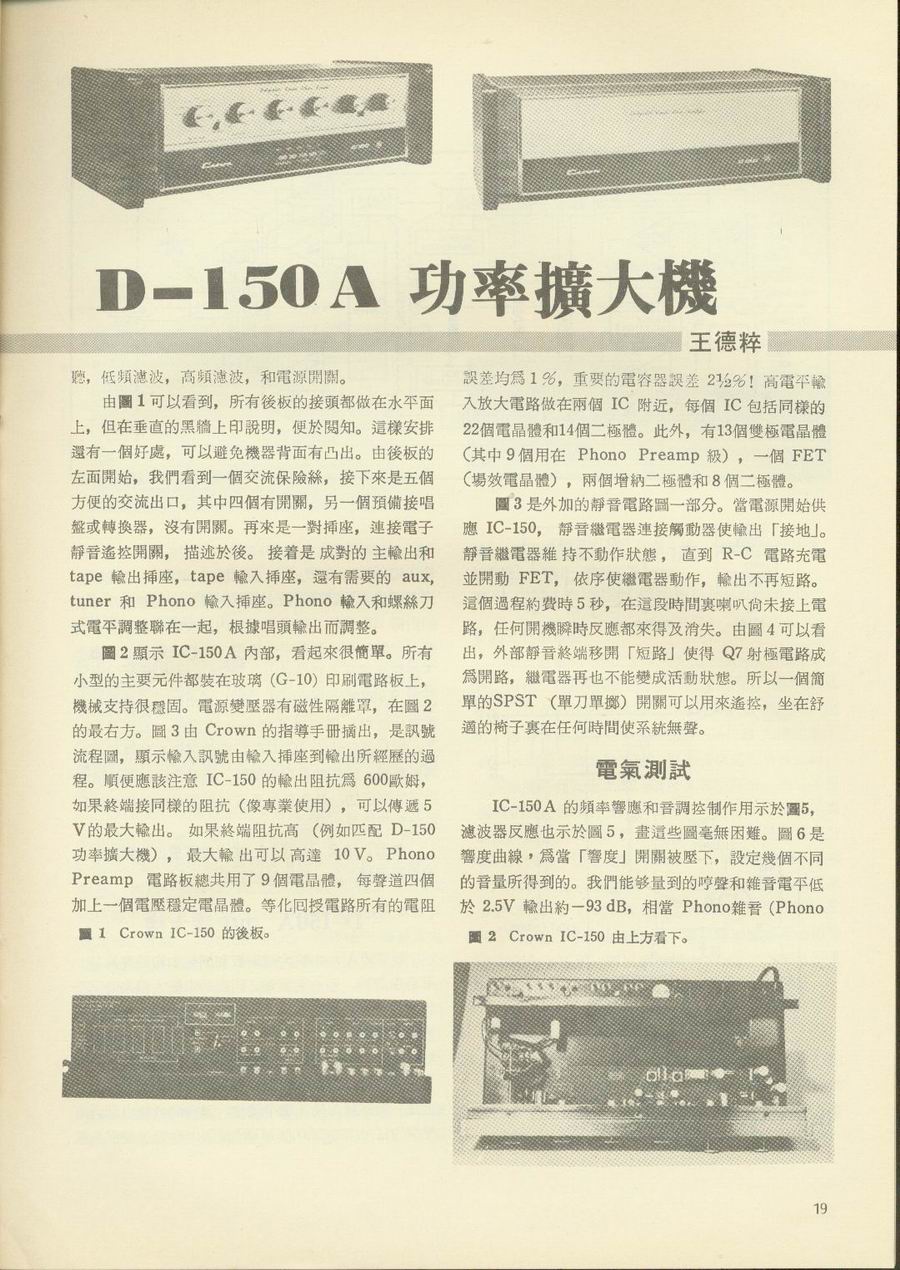 Crown
Crown
D-150A 功率擴大機
王德粹
聽，低頻濾波，高頻濾波，和電源開關。
由圖1可以看到，所有後板的接頭都做在水平面
上，但在垂直的黑牆上印說明，便於閱知。這樣安排
還有一個好處，可以避免機器背面有凸出。由後板的
左面開始，我們看到一個交流保險絲，接下來是五個
方便的交流出口，其中四個有開關，另一個預備接唱
盤或轉換器，沒有開關。再來是一對揷座，連接電子
靜音遙控開關，描述於後。接着是成對的主輸出和
tape 輸出揷座，tape 輸入揷座，還有需要的 aux,
tuner 和 Phono 輸入揷座。Phono 輸入和螺絲刀
式電平調整聯在一起，根據唱頭輸出而調整。
圖2顯示 IC-150A 內部，看起來很簡單。所有
小型的主要元件都裝在玻璃 (G-10) 印刷電路板上，
機械支持很穩固。電源變壓器有磁性隔離罩，在圖2
的最右方。圖3由 Crown 的指導手冊摘出，是訊號
流程圖，顯示輸入訊號由輸入揷座到輸出所經歷的過
程。順便應該注意 IC-150 的輸出阻抗爲 600歐姆，
如果終端接同樣的阻抗（像專業使用），可以傳遞5
V的最大輸出。如果終端阻抗高（例如匹配 D-150
功率擴大機），最大輸出可以高達 10V。Phono
Preamp 電路板總共用了9個電晶體，每聲道四個
加上一個電壓穩定電晶體。等化回授電路所有的電阻
圖 1 Crown IC-150 的後板。
誤差均爲1%，重要的電容器誤差 2½%！高電平輸
入放大電路做在兩個 IC 附近，每個 IC 包括同樣的
22個電晶體和14個二極體。此外，有13個雙極電晶體
（其中9個用在 Phono Preamp 級），一個 FET
（場效電晶體），兩個增納二極體和8個二極體。
圖3是外加的靜音電路圖一部分。當電源開始供
應 IC-150，靜音繼電器連接觸動器使輸出「接地」。
靜音繼電器維持不動作狀態，直到 R-C 電路充電
並開動 FET，依序使繼電器動作，輸出不再短路。
這個過程約費時5秒，在這段時間裏喇叭尙未接上電
路，任何開機瞬時反應都來得及消失。由圖4可以看
出，外部靜音終端移開「短路」使得 Q7射極電路成
爲開路，繼電器再也不能變成活動狀態。所以一個簡
單的SPST （單刀單擲）開關可以用來遙控，坐在舒
適的椅子裏在任何時間使系統無聲。
電氣測試
IC-150A 的頻率響應和音調控制作用示於圖5，
濾波器反應也示於圖5，畫這些圖毫無困難。圖6是
響度曲線，爲當「響度」開關被壓下，設定幾個不同
的音量所得到的。我們能够量到的哼聲和雜音電平低
於 2.5V 輸出約－93 dB，相當 Phono雜音 (Phono
圖 2 Crown IC-150 由上方看下。
19